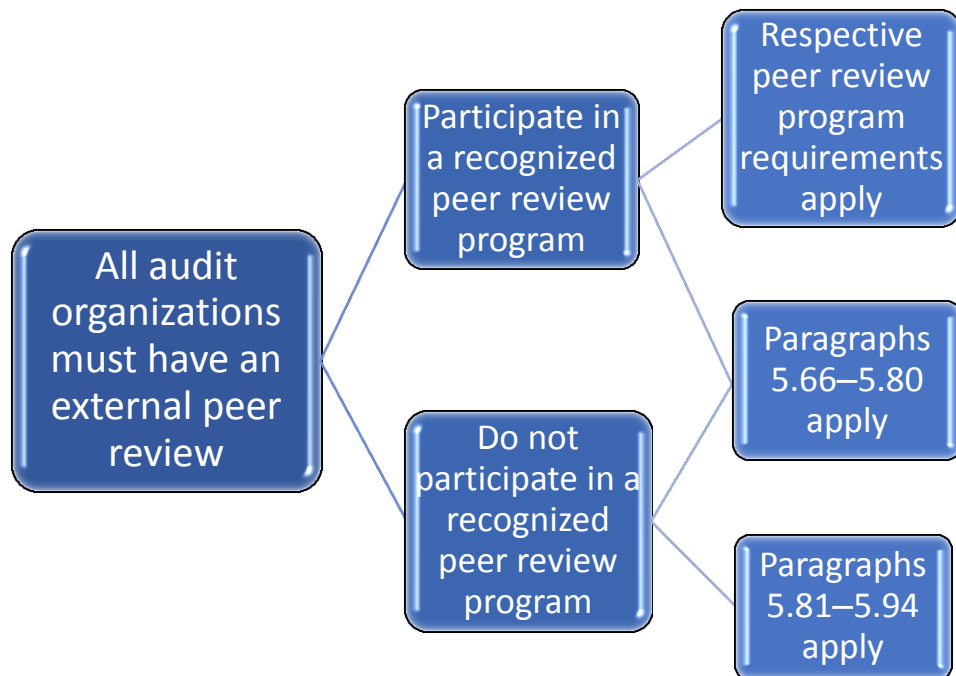 All audit
organizations
must have an
external peer
review
Participate in
a recognized
peer review
program
Do not
participate in a
recognized
peer review
program
Respective
peer review
program
requirements
apply
Paragraphs
5.66–5.80
apply
Paragraphs
5.81–5.94
apply